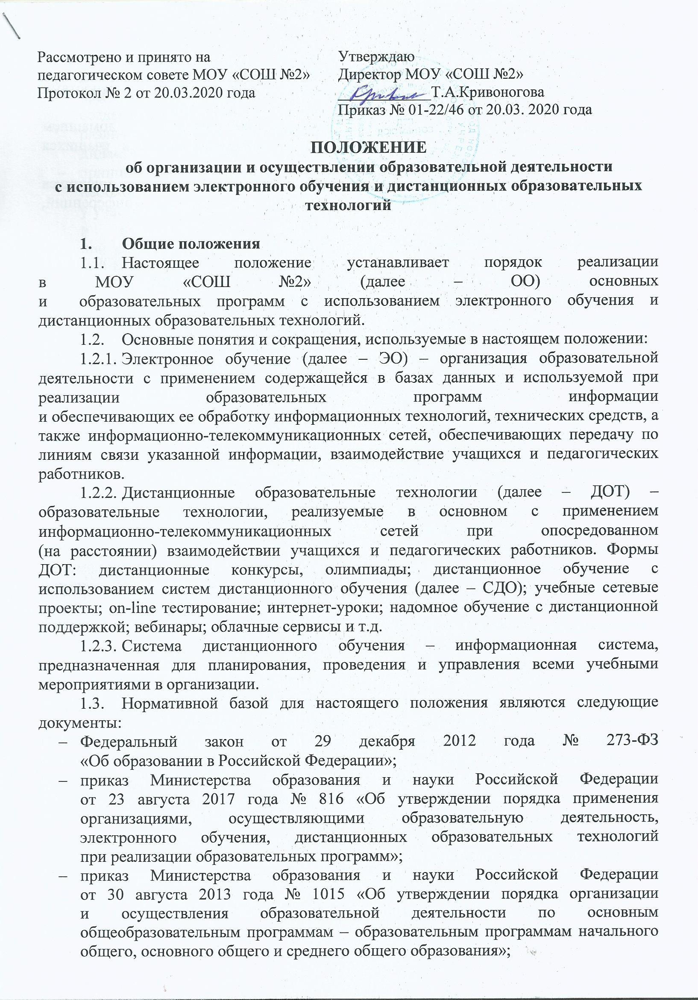 Рассмотрено и принято на
педагогическом совете МОУ «СОШ №2»
Протокол № 2 от 20.03.2020 года
Утверждаю
Директор МОУ «СОШ №2»
Т.А.Кривоногова
Приказ № 01-22/46 от 20.03. 2020 года
ПОЛОЖЕНИЕ
об организации и осуществлении образовательной деятельности
с использованием электронного обучения и дистанционных образовательных
технологий
1. Общие положения
1.1. Настоящее положение устанавливает порядок реализации
в МОУ «СОШ №2» (далее – ОО) основных
и образовательных программ с использованием электронного обучения и
дистанционных образовательных технологий.
1.2. Основные понятия и сокращения, используемые в настоящем положении:
1.2.1. Электронное обучение (далее – ЭО) – организация образовательной
деятельности с применением содержащейся в базах данных и используемой при
реализации образовательных программ информации
и обеспечивающих ее обработку информационных технологий, технических средств, а
также информационно-телекоммуникационных сетей, обеспечивающих передачу по
линиям связи указанной информации, взаимодействие учащихся и педагогических
работников.
1.2.2. Дистанционные образовательные технологии (далее – ДОТ) –
образовательные технологии, реализуемые в основном с применением
информационно-телекоммуникационных сетей при опосредованном
(на расстоянии) взаимодействии учащихся и педагогических работников. Формы
ДОТ: дистанционные конкурсы, олимпиады; дистанционное обучение с
использованием систем дистанционного обучения (далее – СДО); учебные сетевые
проекты; on-line тестирование; интернет-уроки; надомное обучение с дистанционной
поддержкой; вебинары; облачные сервисы и т.д.
1.2.3. Система дистанционного обучения – информационная система,
предназначенная для планирования, проведения и управления всеми учебными
мероприятиями в организации.
1.3. Нормативной базой для настоящего положения являются следующие
документы:
– Федеральный закон от 29 декабря 2012 года № 273-ФЗ
«Об образовании в Российской Федерации»;
– приказ Министерства образования и науки Российской Федерации
от 23 августа 2017 года № 816 «Об утверждении порядка применения
организациями, осуществляющими образовательную деятельность,
электронного обучения, дистанционных образовательных технологий
при реализации образовательных программ»;
– приказ Министерства образования и науки Российской Федерации
от 30 августа 2013 года № 1015 «Об утверждении порядка организации
и осуществления образовательной деятельности по основным
общеобразовательным программам – образовательным программам начального
общего, основного общего и среднего общего образования»;